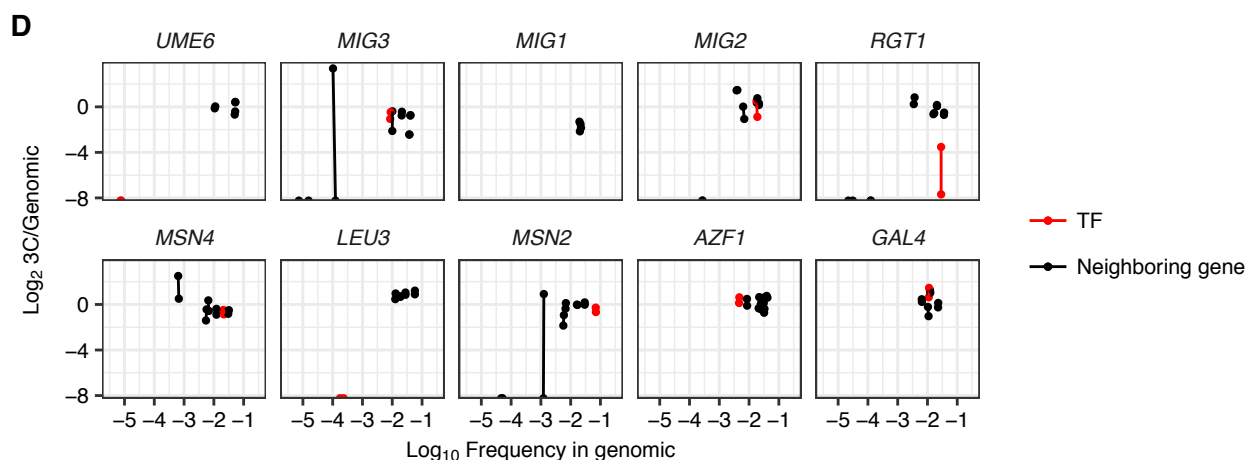 D
UME6 MIG3 MIG1 MIG2 RGT1
0
−4
−8
MSN4 LEU3 MSN2 AZF1 GAL4
0
−4
−8
−5 −4 −3 −2 −1 −5 −4 −3 −2 −1 −5 −4 −3 −2 −1 −5 −4 −3 −2 −1 −5 −4 −3 −2 −1
Log₁₀ Frequency in genomic
Log₂ 3C/Genomic
TF
Neighboring gene